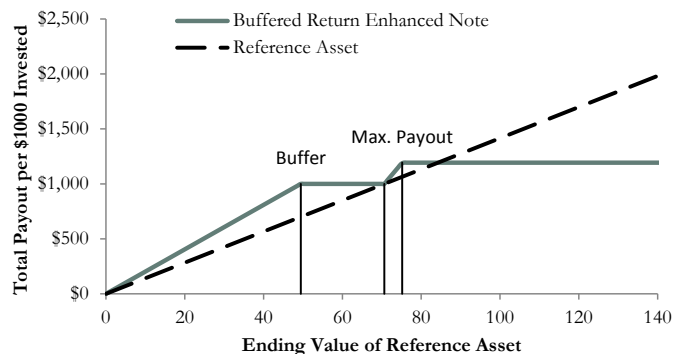 $2,500
$2,000
$1,500
$1,000
$500
$0
Total Payout per $1000 Invested
Buffered Return Enhanced Note
Reference Asset
Buffer
Max. Payout
0 20 40 60 80 100 120 140
Ending Value of Reference Asset